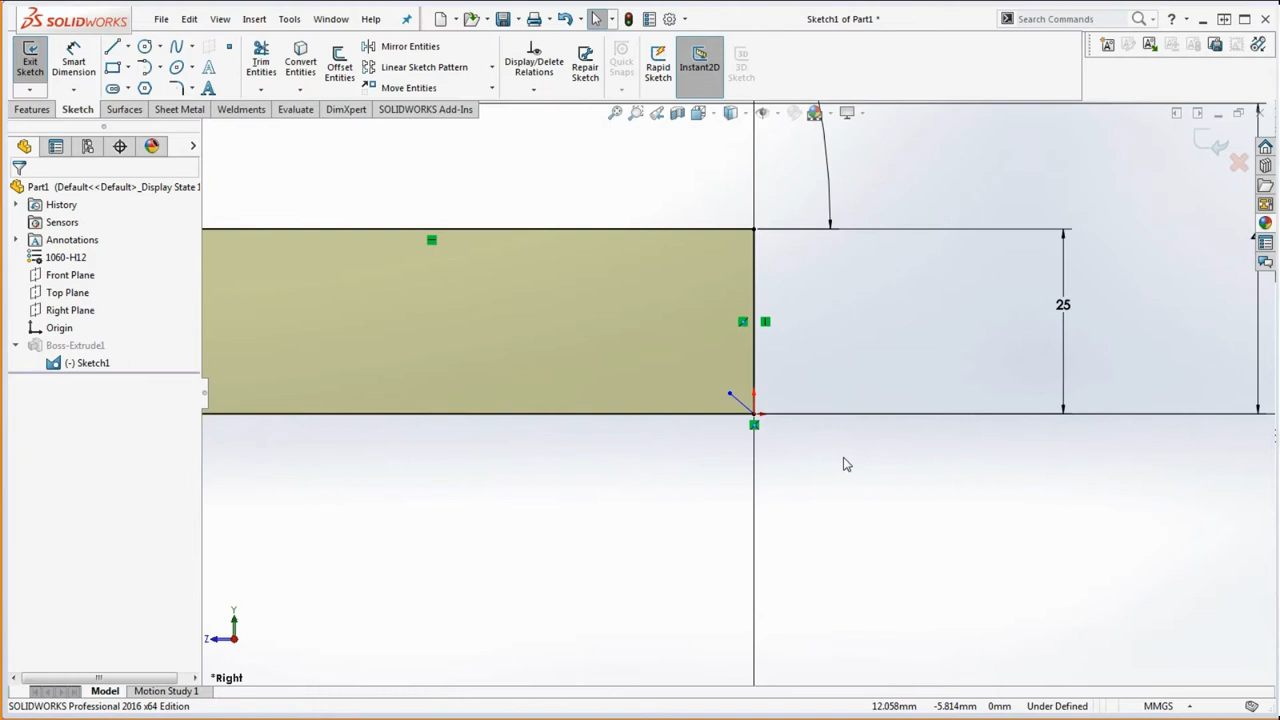 SOLIDWORKS
File
Edit
View
Insert
Tools
Window
Help
Sketch1 of Part1 *
Search Commands
Exit Sketch
Smart Dimension
Trim Entities
Convert Entities
Offset Entities
Mirror Entities
Linear Sketch Pattern
Move Entities
Display/Delete Relations
Repair Sketch
Quick Snaps
Rapid Sketch
Instant2D
3D Sketch
Features
Sketch
Surfaces
Sheet Metal
Weldments
Evaluate
DimXpert
SOLIDWORKS Add-Ins
Part1 (Default<<Default>_Display State 1
History
Sensors
Annotations
1060-H12
Front Plane
Top Plane
Right Plane
Origin
Boss-Extrude1
(-) Sketch1
25
Y
Z
*Right
Model
Motion Study 1
SOLIDWORKS Professional 2016 x64 Edition
12.058mm
-5.814mm
0mm
Under Defined
MMGS